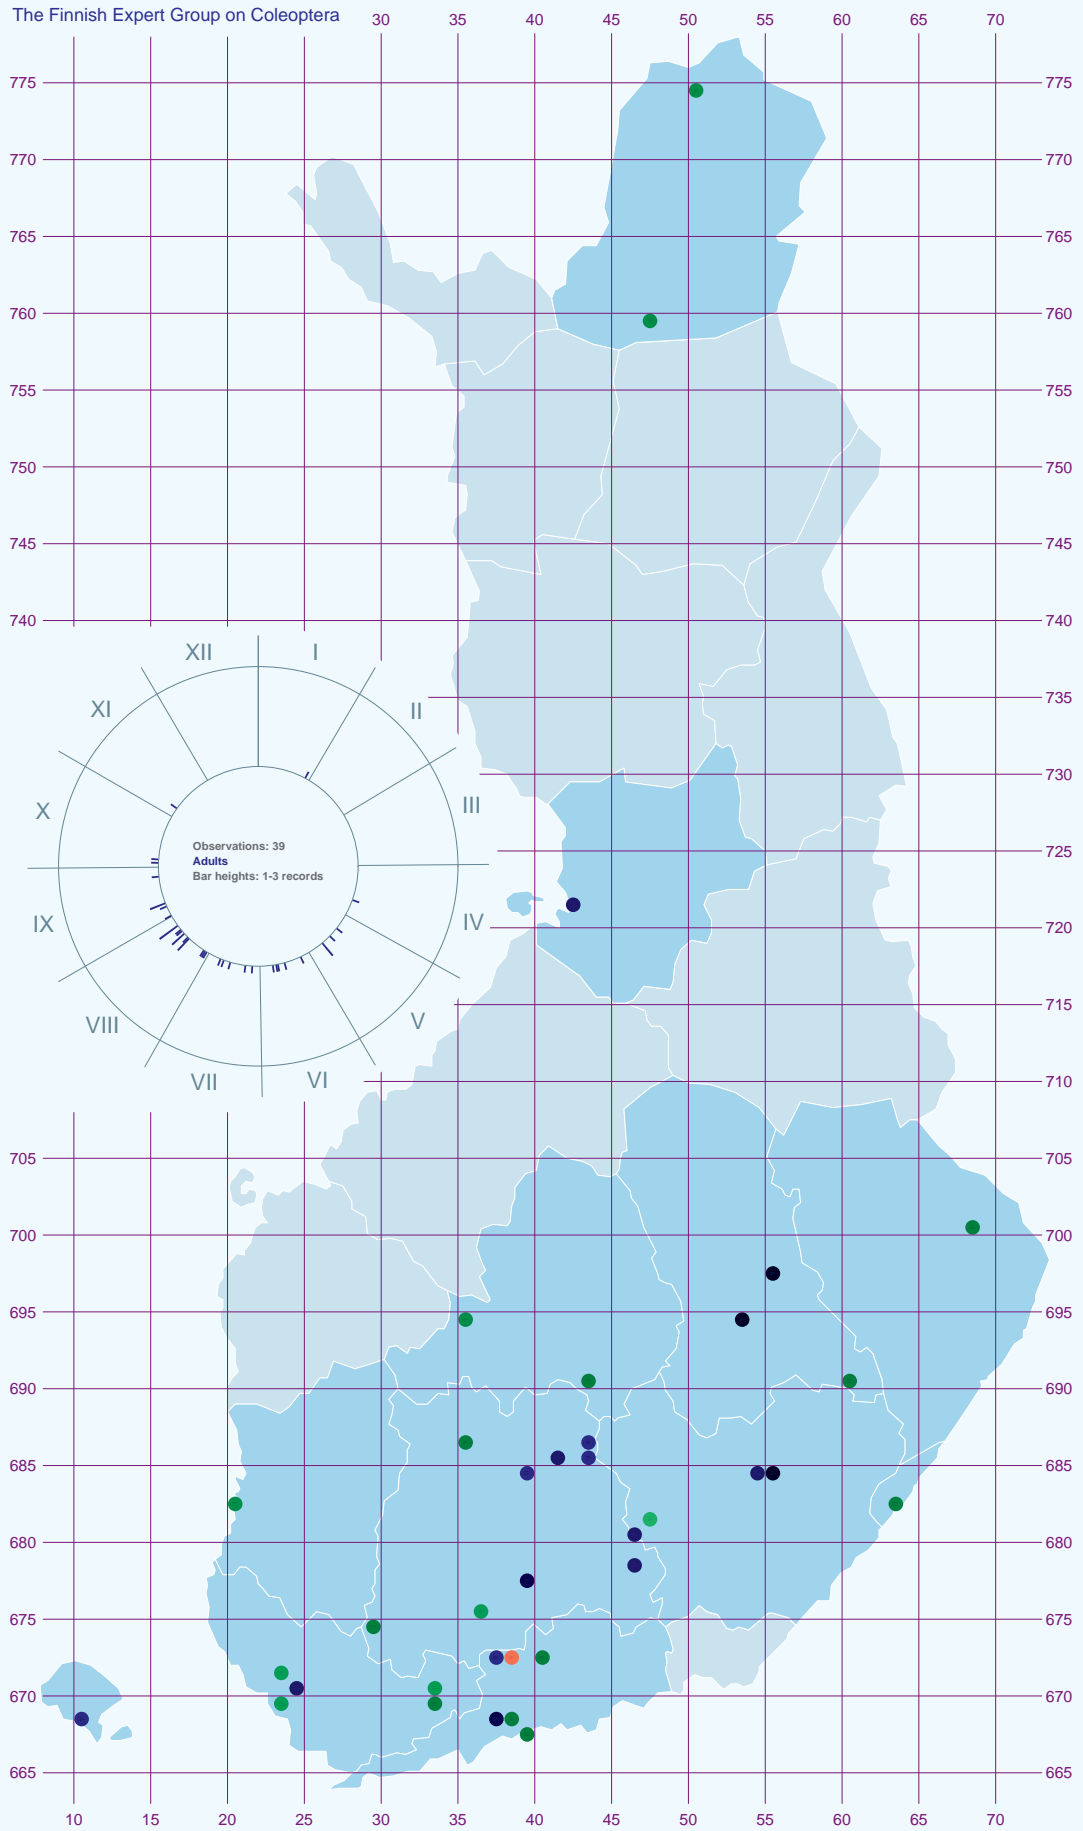 The Finnish Expert Group on Coleoptera
30 35 40 45 50 55 60 65 70
775 775
770 770
765 765
760 760
755 755
750 750
745 745
740 740
XII I
XI II
735
730
X III
Observations: 39
Adults
Bar heights: 1-3 records
725
IX IV
720
715
VIII V
VII VI
710
705 705
700 700
695 695
690 690
685 685
680 680
675 675
670 670
665 665
10 15 20 25 30 35 40 45 50 55 60 65 70